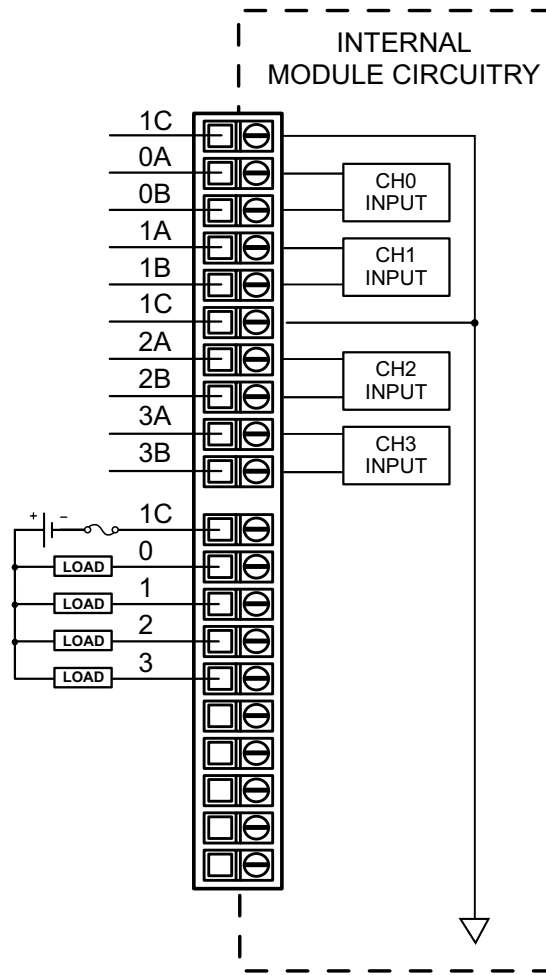 INTERNAL
MODULE CIRCUITRY
1C
0A
0B
CH0
INPUT
1A
1B
CH1
INPUT
1C
2A
2B
CH2
INPUT
3A
3B
CH3
INPUT
+ −
1C
0
LOAD
1
LOAD
2
LOAD
3
LOAD